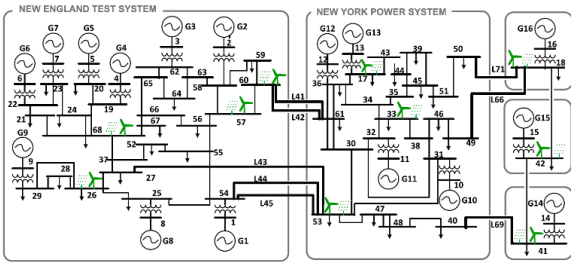 NEW ENGLAND TEST SYSTEM
NEW YORK POWER SYSTEM
G7 G5 G3 G2 G12 G13 G16
G6 G4
7 5 3 2 59 12 13 43 39 50 L71 16
6 23 20 4 62 63 58 60 36 17 44 45 18
22 19 65 64 35 51 L66
21 24 66 L41 61 34 33 46 G15
68 67 56 57 L42 32 38 49 15
G9 52 55 30 31 42
9 37 L43 11
28 27 L44 G11 10
29 26 25 54 L45 53 47 G10 40 G14
8 1 48 L69 14
G8 G1 41